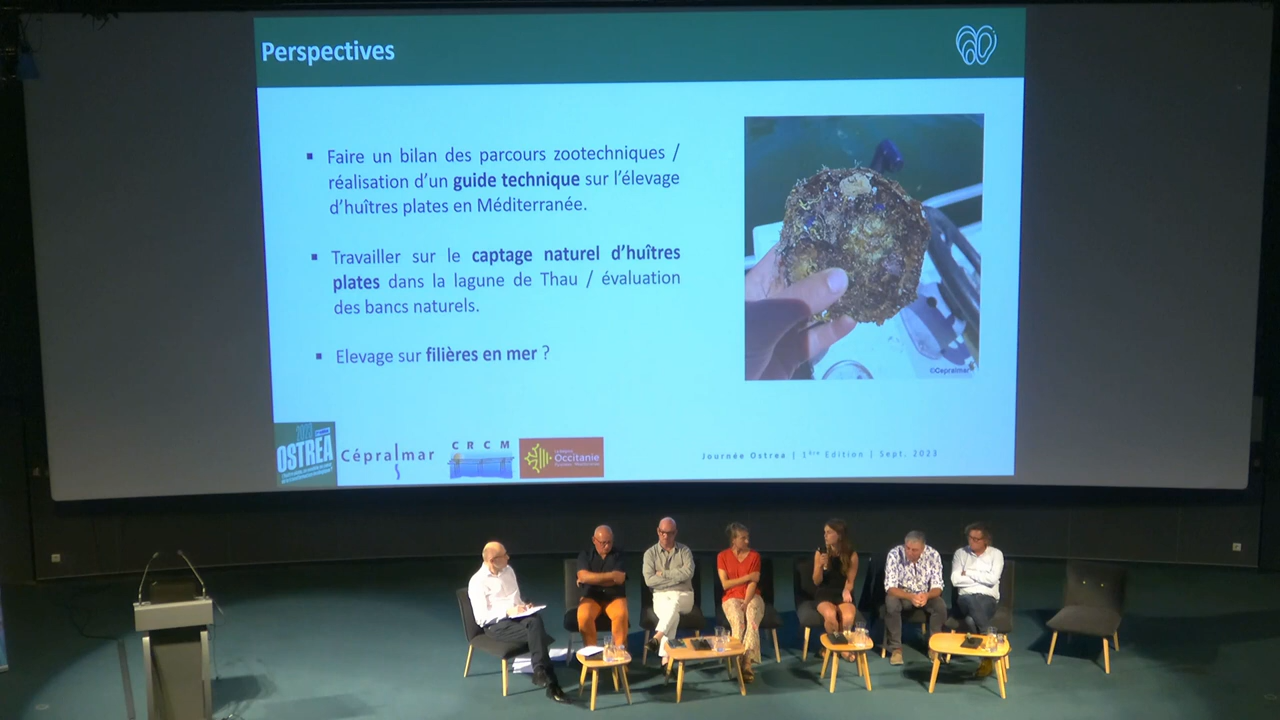 Perspectives
▪ Faire un bilan des parcours zootechniques /
réalisation d'un guide technique sur l'élevage
d'huîtres plates en Méditerranée.
▪ Travailler sur le captage naturel d'huîtres
plates dans la lagune de Thau / évaluation
des bancs naturels.
▪ Elevage sur filières en mer ?
©Cepralmar
OSTREA
Cépralmar
CRCM
Occitanie
Journée Ostrea | 1ère Edition | Sept. 2023